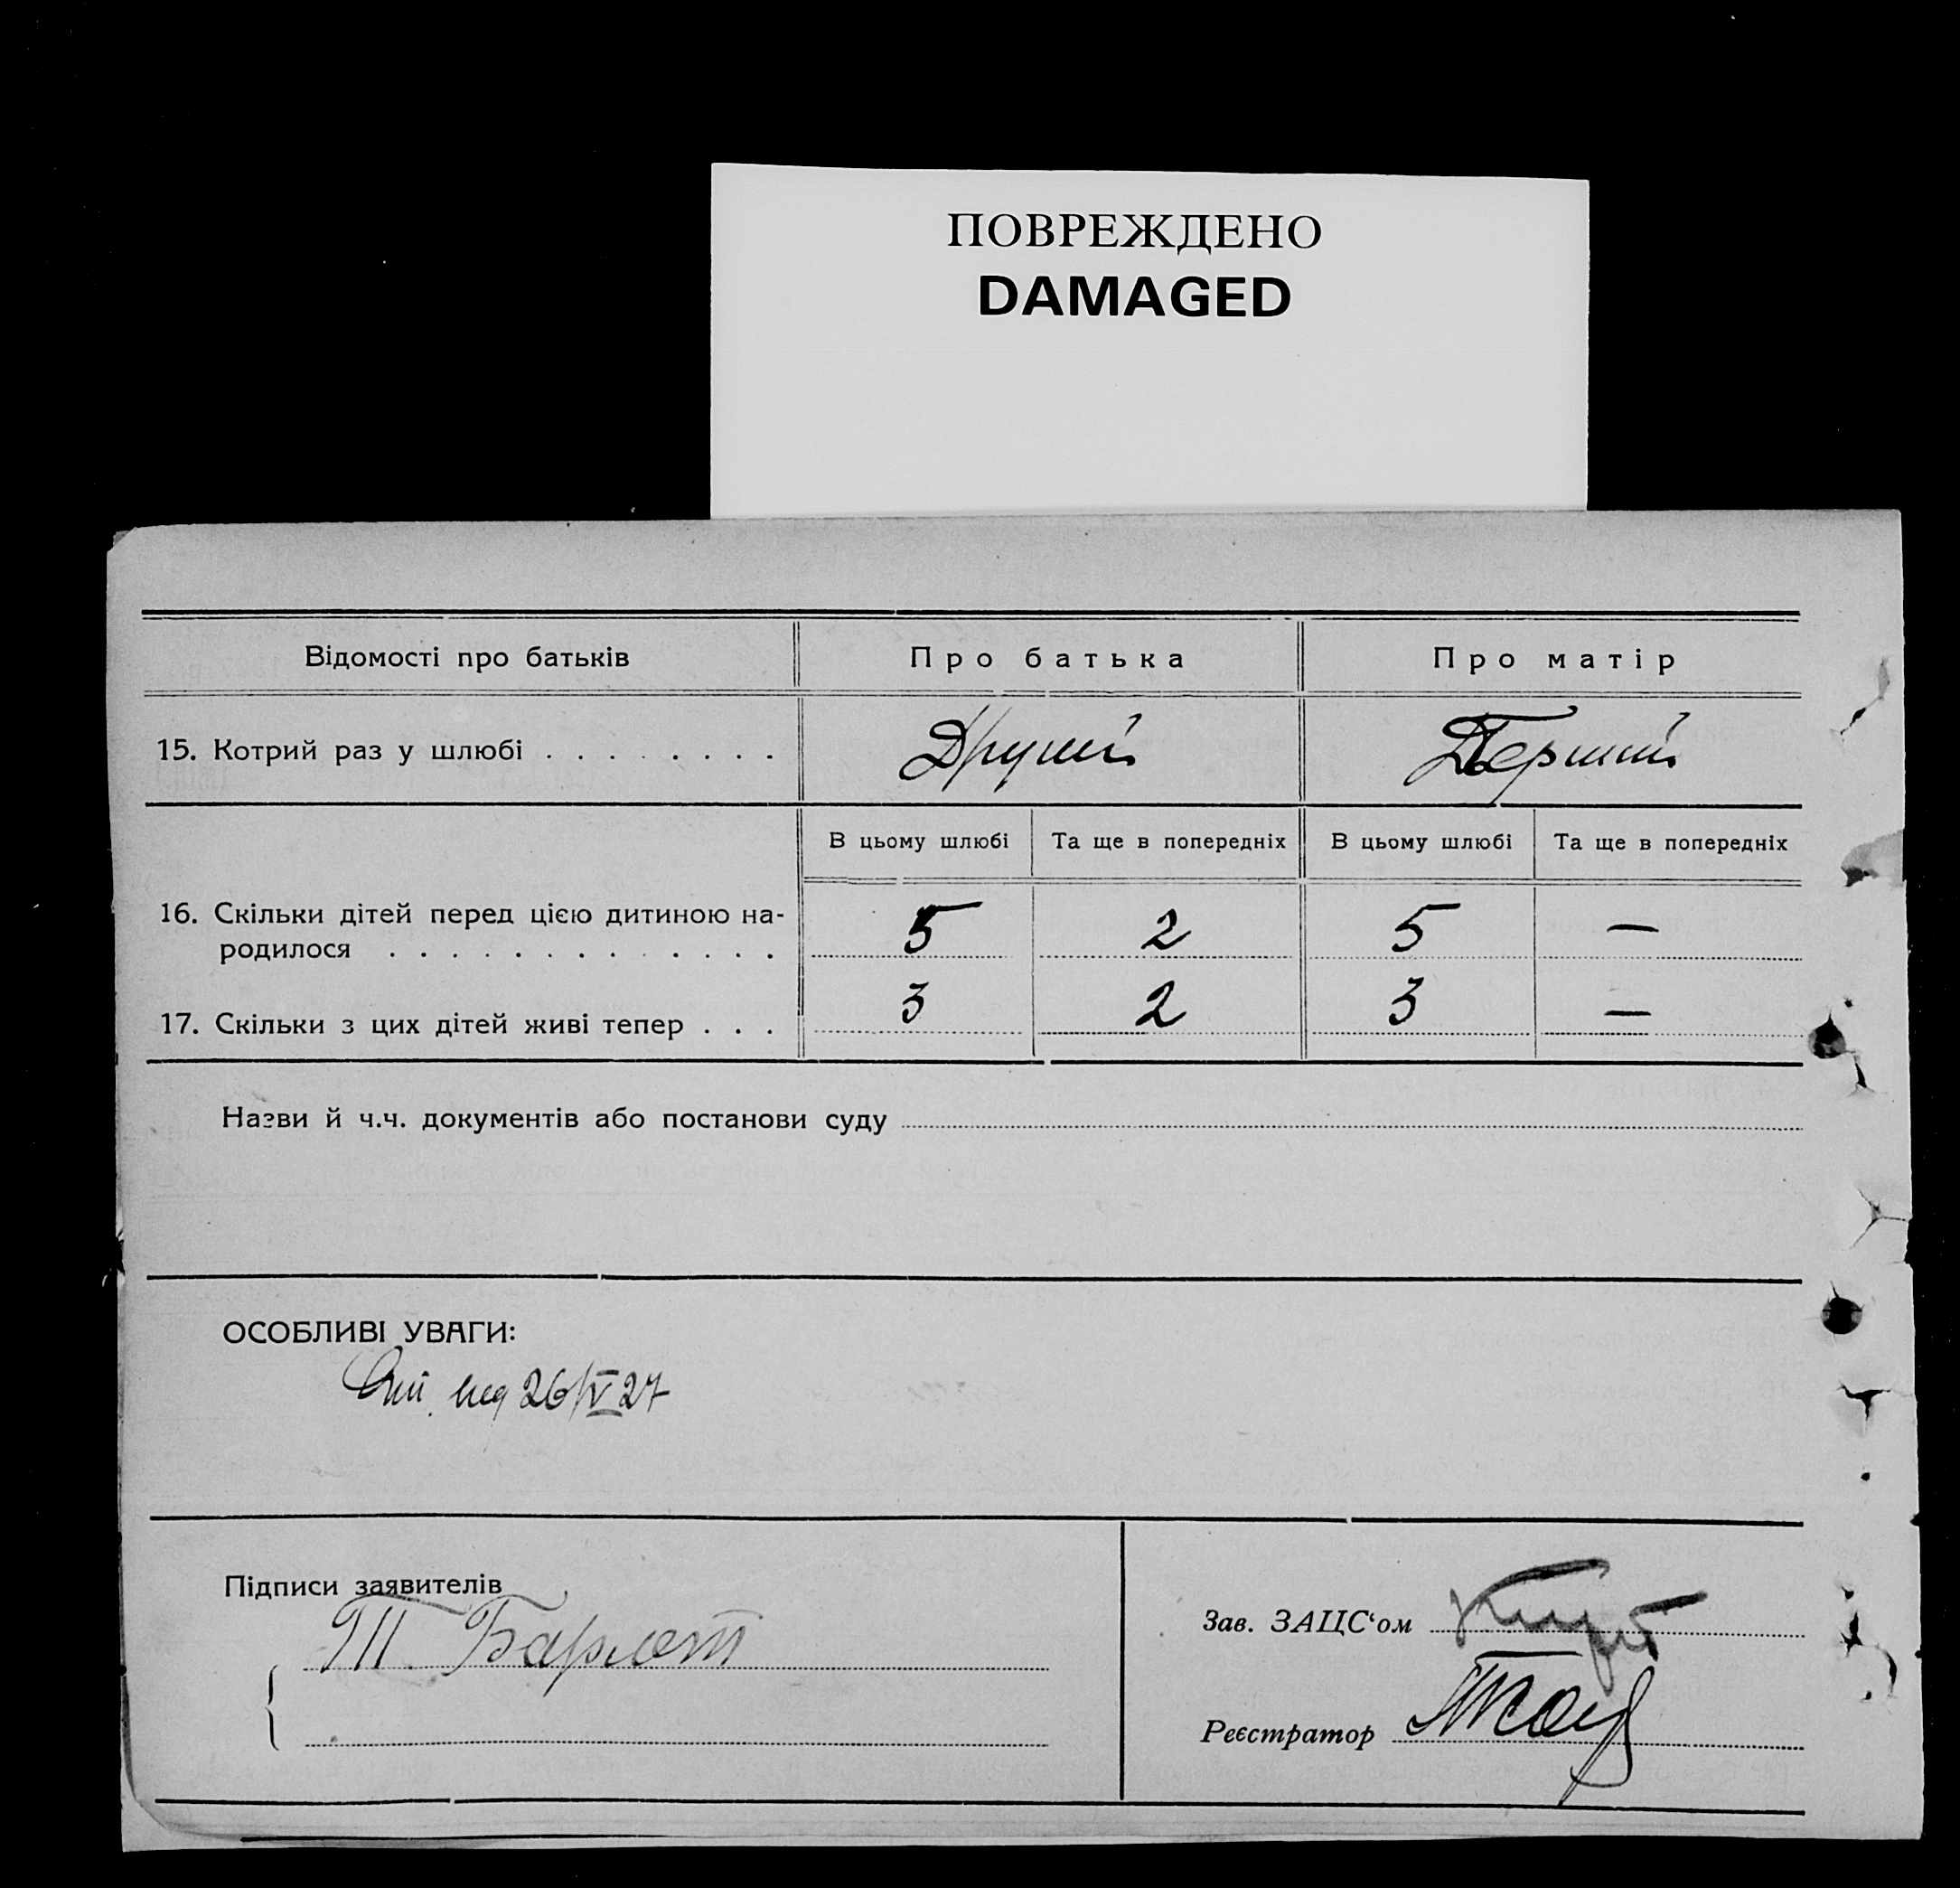 ПОВРЕЖДЕНО
DAMAGED
Відомості про батьків
Про батька
Про матір
15. Котрий раз у шлюбі . . . . . . . .
Другий
Перший
В цьому шлюбі
Та ще в попередніх
В цьому шлюбі
Та ще в попередніх
16. Скільки дітей перед цією дитиною на-
родилося . . . . . . . . . . . . .
5
2
5
—
17. Скільки з цих дітей живі тепер . . .
3
2
3
—
Назви й ч.ч. документів або постанови суду
ОСОБЛИВІ УВАГИ:
26/V 27
Підписи заявителів
Зав. ЗАЦС‘ом
Реєстратор